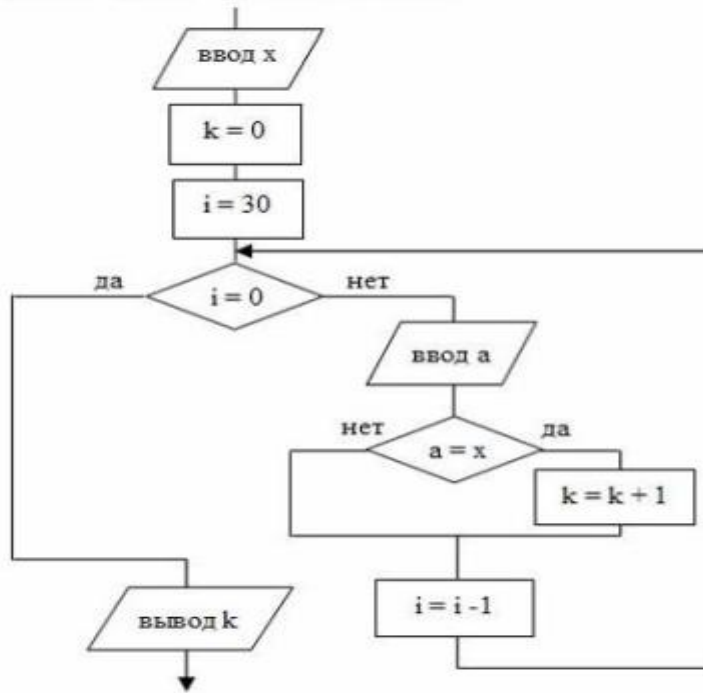 ввод x
k = 0
i = 30
да
i = 0
нет
ввод a
нет
a = x
да
k = k + 1
i = i -1
вывод k